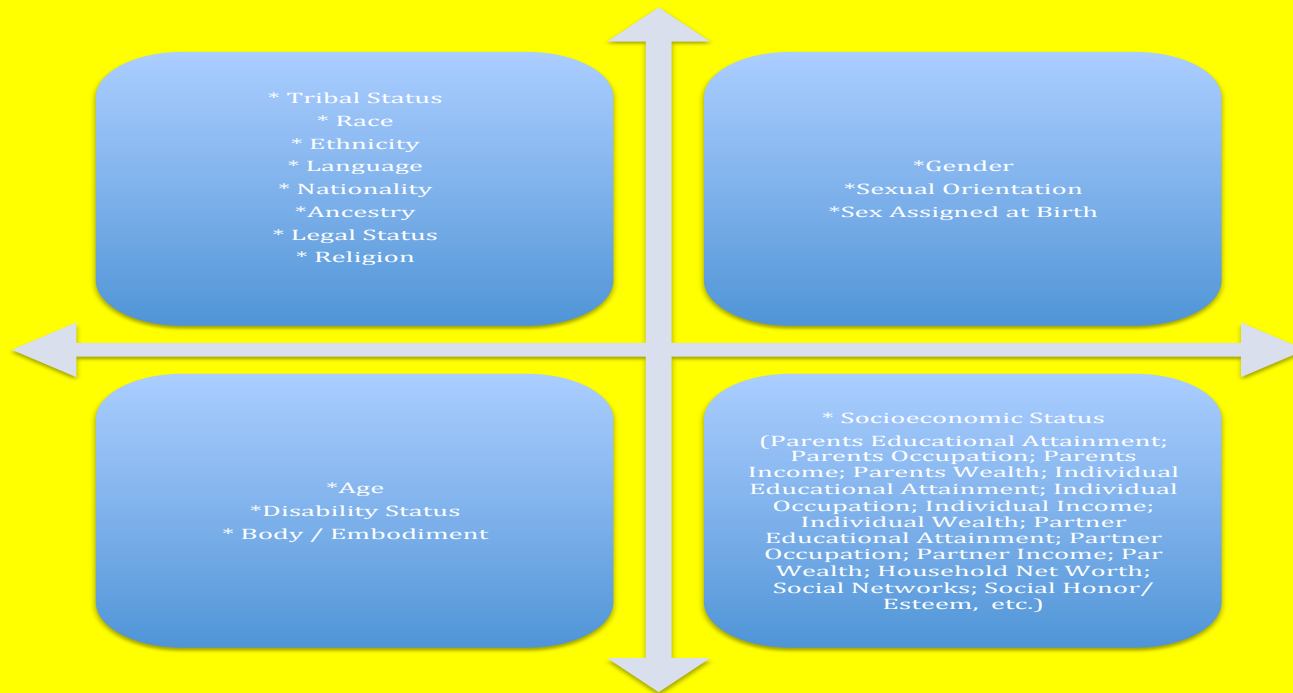 * Tribal Status
* Race
* Ethnicity
* Language
* Nationality
*Ancestry
* Legal Status
* Religion
*Gender
*Sexual Orientation
*Sex Assigned at Birth
*Age
*Disability Status
* Body / Embodiment
* Socioeconomic Status
(Parents Educational Attainment;
Parents Occupation; Parents
Income; Parents Wealth; Individual
Educational Attainment; Individual
Occupation; Individual Income;
Individual Wealth; Partner
Educational Attainment; Partner
Occupation; Partner Income; Par
Wealth; Household Net Worth;
Social Networks; Social Honor/
Esteem, etc.)